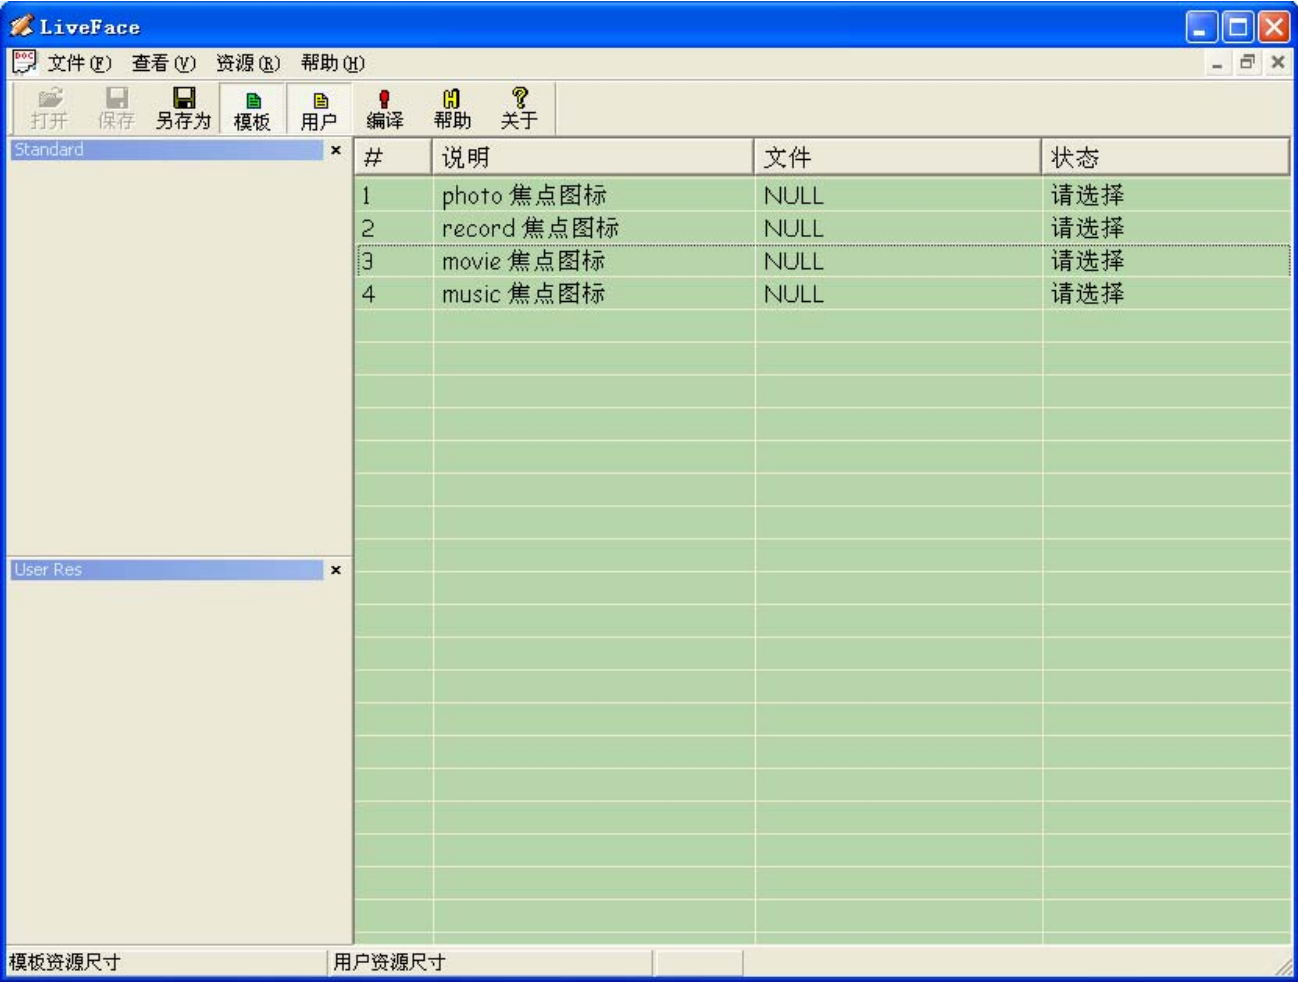 LiveFace
文件(F) 查看(V) 资源(R) 帮助(H)
打开 保存 另存为 模板 用户 编译 帮助 关于
Standard
# 说明 文件 状态
1 photo 焦点图标 NULL 请选择
2 record 焦点图标 NULL 请选择
3 movie 焦点图标 NULL 请选择
4 music 焦点图标 NULL 请选择
User Res
模板资源尺寸 用户资源尺寸